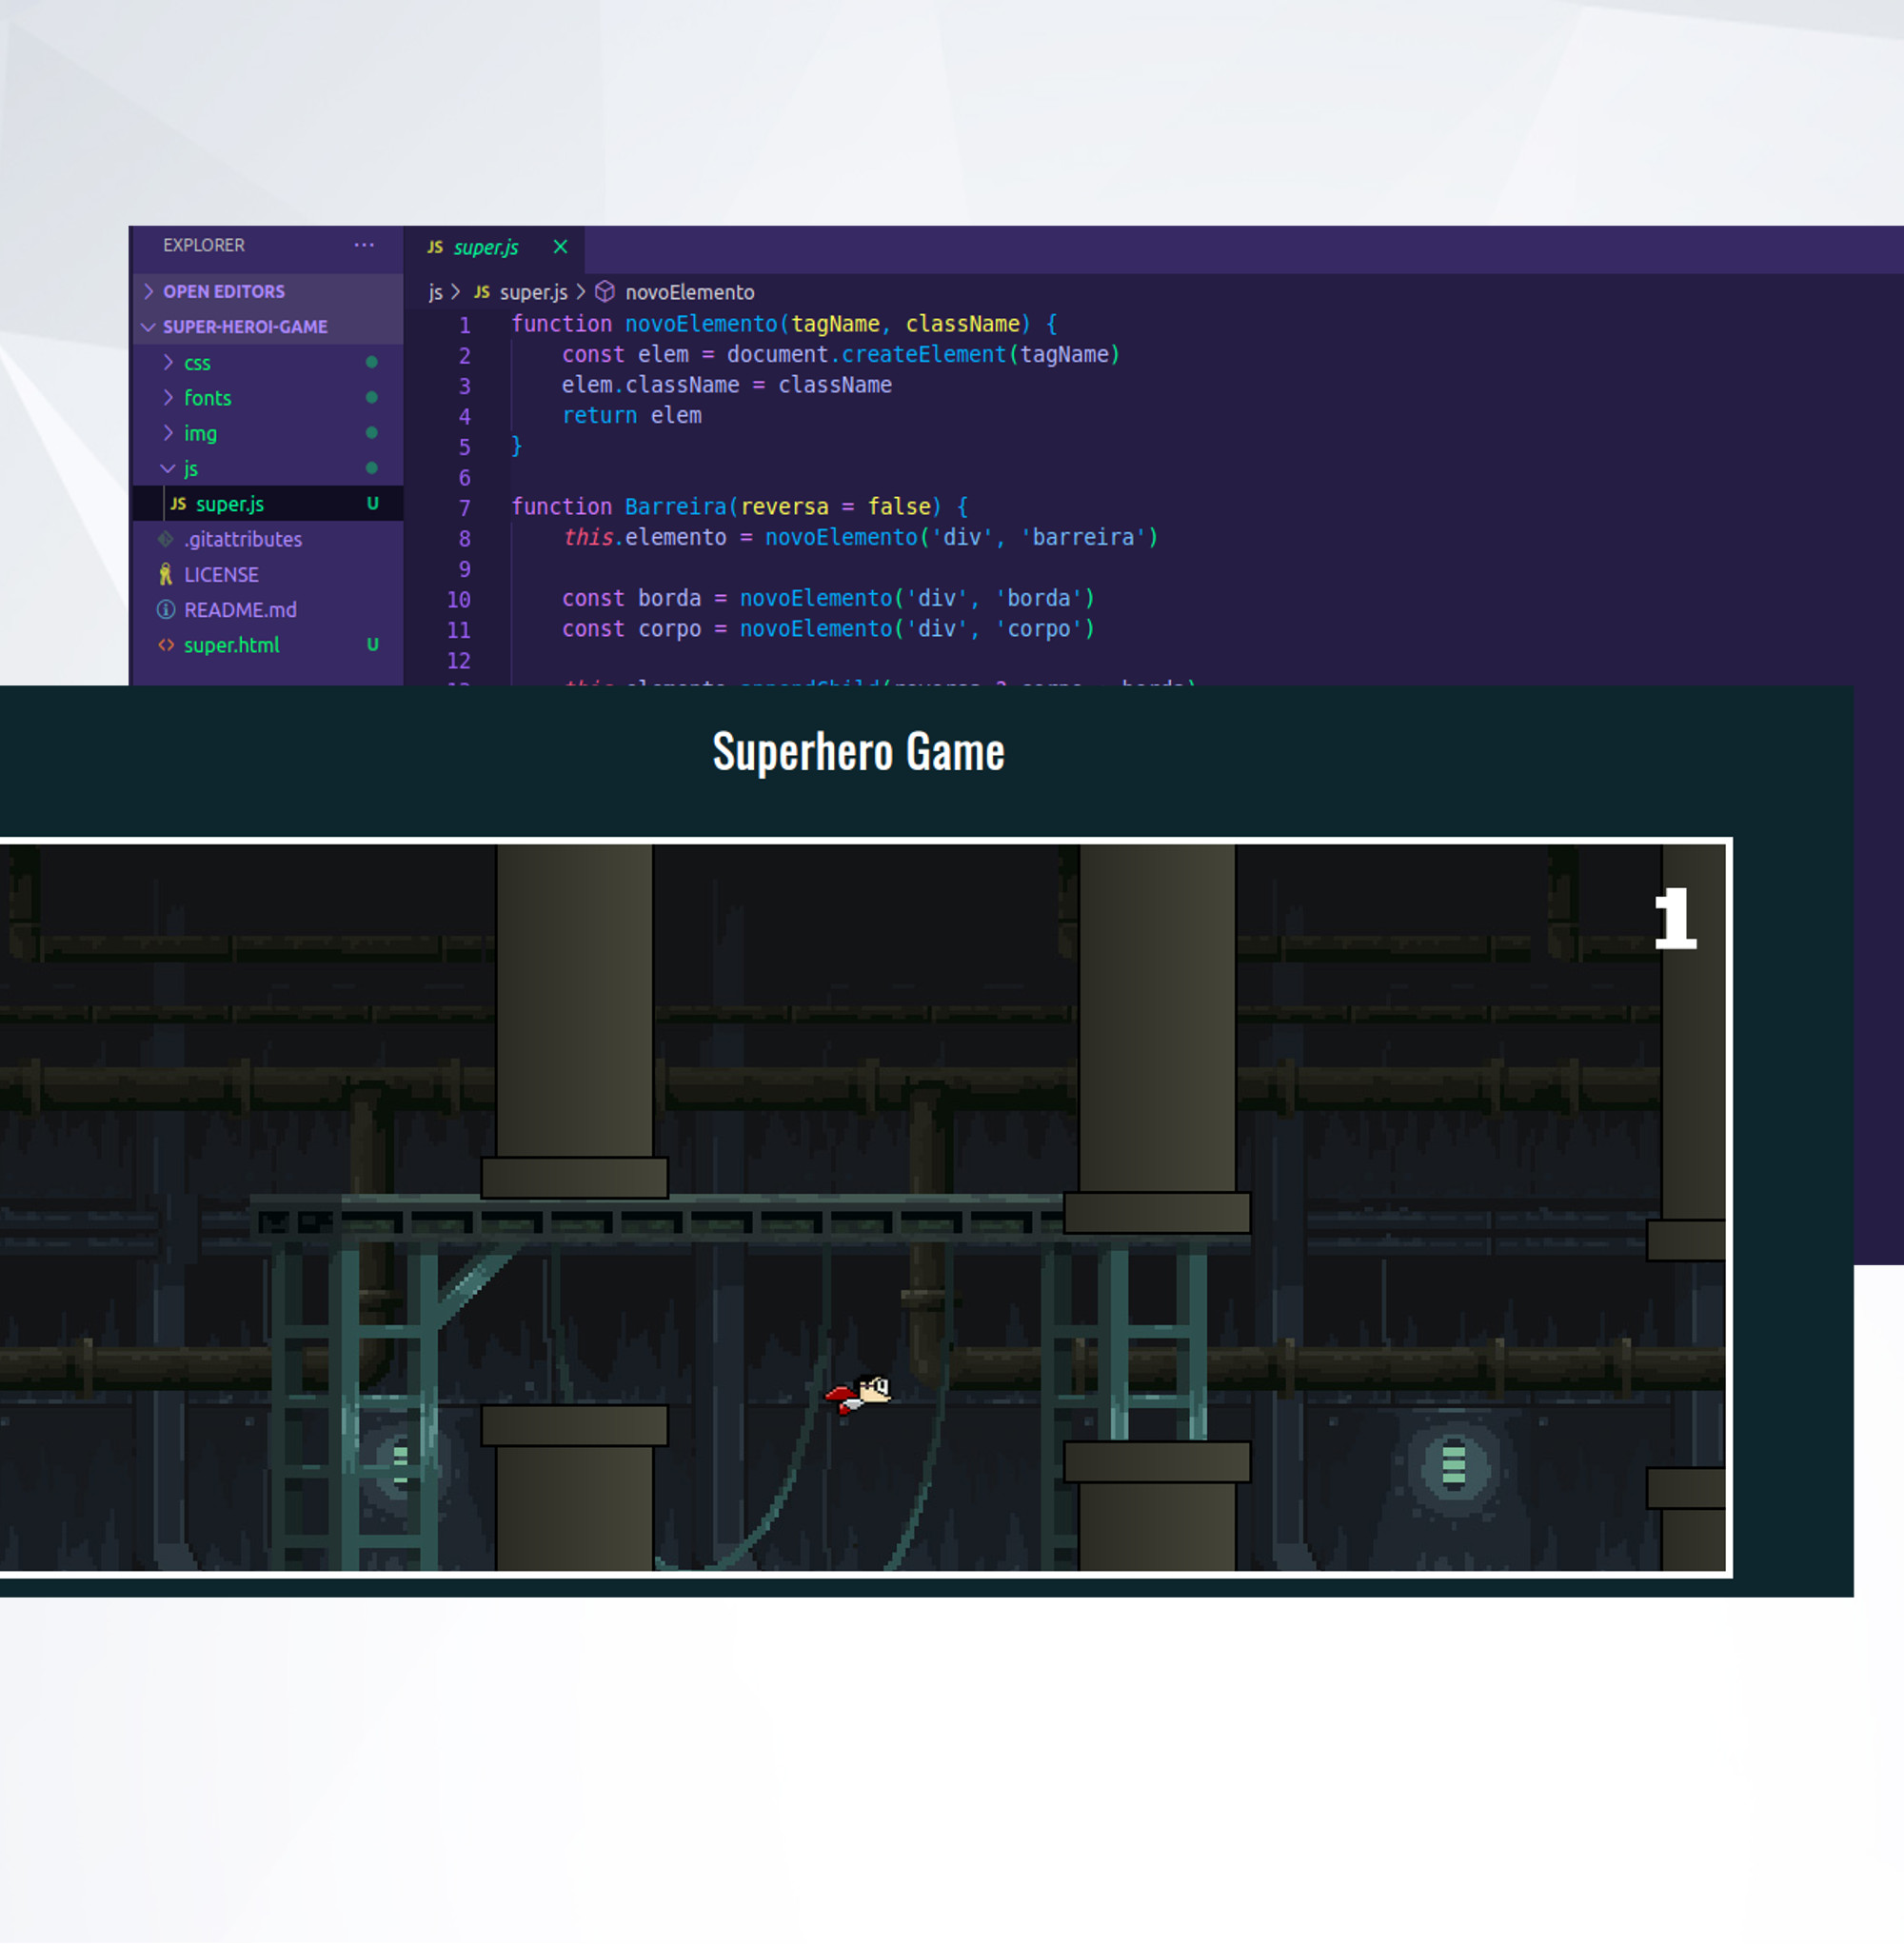 EXPLORER ...
OPEN EDITORS
SUPER-HEROI-GAME
css
fonts
img
js
JS super.js U
.gitattributes
LICENSE
README.md
super.html U
JS super.js ×
js > JS super.js > novoElemento
1 function novoElemento(tagName, className) {
2 const elem = document.createElement(tagName)
3 elem.className = className
4 return elem
5 }
6
7 function Barreira(reversa = false) {
8 this.elemento = novoElemento('div', 'barreira')
9
10 const borda = novoElemento('div', 'borda')
11 const corpo = novoElemento('div', 'corpo')
12
Superhero Game
1